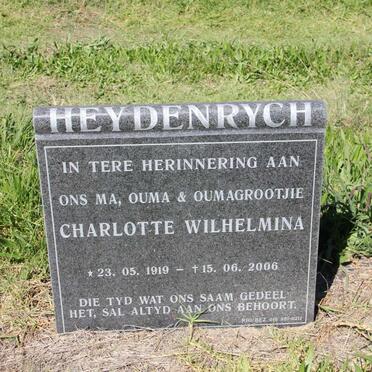 HEYDENRYCH
IN TERE HERINNERING AAN
ONS MA, OUMA & OUMAGROOTJIE
CHARLOTTE WILHELMINA
* 23. 05. 1919 – † 15. 06. 2006
DIE TYD WAT ONS SAAM GEDEEL
HET, SAL ALTYD AAN ONS BEHOORT.